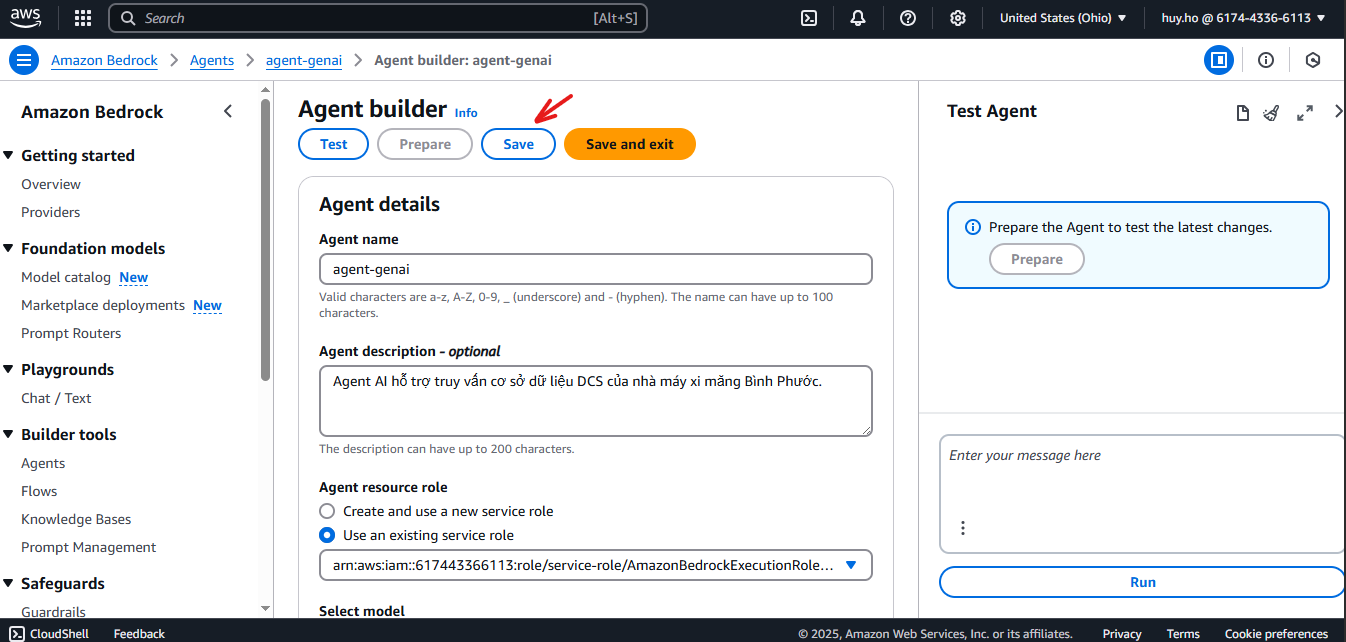 aws
Search
[Alt+S]
United States (Ohio)
huy.ho @ 6174-4336-6113
Amazon Bedrock
Agents
agent-genai
Agent builder: agent-genai
Amazon Bedrock
Getting started
Overview
Providers
Foundation models
Model catalog New
Marketplace deployments New
Prompt Routers
Playgrounds
Chat / Text
Builder tools
Agents
Flows
Knowledge Bases
Prompt Management
Safeguards
Guardrails
Agent builder Info
Test
Prepare
Save
Save and exit
Agent details
Agent name
agent-genai
Valid characters are a-z, A-Z, 0-9, _ (underscore) and - (hyphen). The name can have up to 100
characters.
Agent description - optional
Agent AI hỗ trợ truy vấn cơ sở dữ liệu DCS của nhà máy xi măng Bình Phước.
The description can have up to 200 characters.
Agent resource role
Create and use a new service role
Use an existing service role
arn:aws:iam::617443366113:role/service-role/AmazonBedrockExecutionRole...
Select model
Test Agent
Prepare the Agent to test the latest changes.
Prepare
Enter your message here
Run
CloudShell
Feedback
© 2025, Amazon Web Services, Inc. or its affiliates.
Privacy
Terms
Cookie preferences